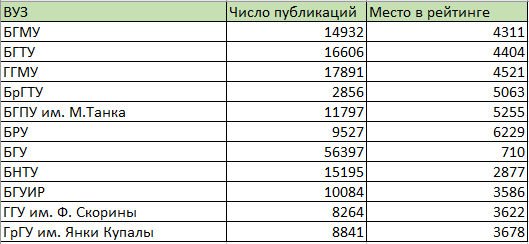 ВУЗ Число публикаций Место в рейтинге
БГМУ 14932 4311
БГТУ 16606 4404
ГГМУ 17891 4521
БрГТУ 2856 5063
БГПУ им. М.Танка 11797 5255
БРУ 9527 6229
БГУ 56397 710
БНТУ 15195 2877
БГУИР 10084 3586
ГГУ им. Ф. Скорины 8264 3622
ГрГУ им. Янки Купалы 8841 3678